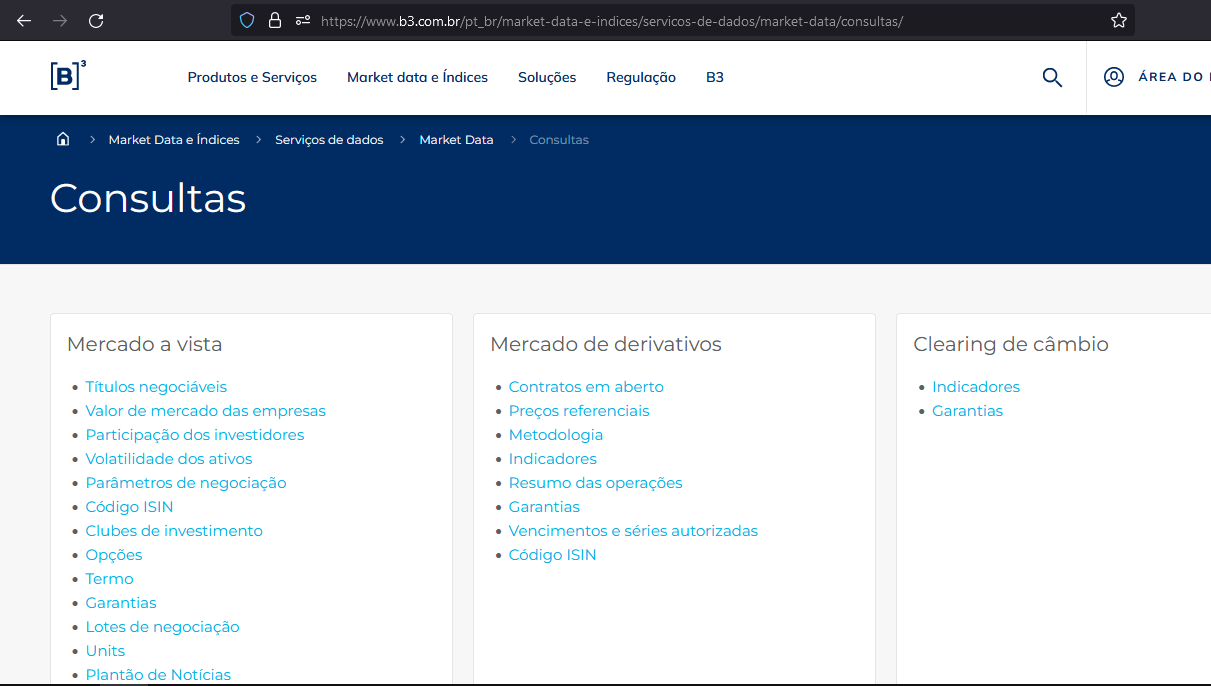 https://www.b3.com.br/pt_br/market-data-e-indices/servicos-de-dados/market-data/consultas/
[B]³
Produtos e Serviços
Market data e Índices
Soluções
Regulação
B3
ÁREA DO
Market Data e Índices > Serviços de dados > Market Data > Consultas
Consultas
Mercado a vista
Títulos negociáveis
Valor de mercado das empresas
Participação dos investidores
Volatilidade dos ativos
Parâmetros de negociação
Código ISIN
Clubes de investimento
Opções
Termo
Garantias
Lotes de negociação
Units
Plantão de Notícias
Mercado de derivativos
Contratos em aberto
Preços referenciais
Metodologia
Indicadores
Resumo das operações
Garantias
Vencimentos e séries autorizadas
Código ISIN
Clearing de câmbio
Indicadores
Garantias